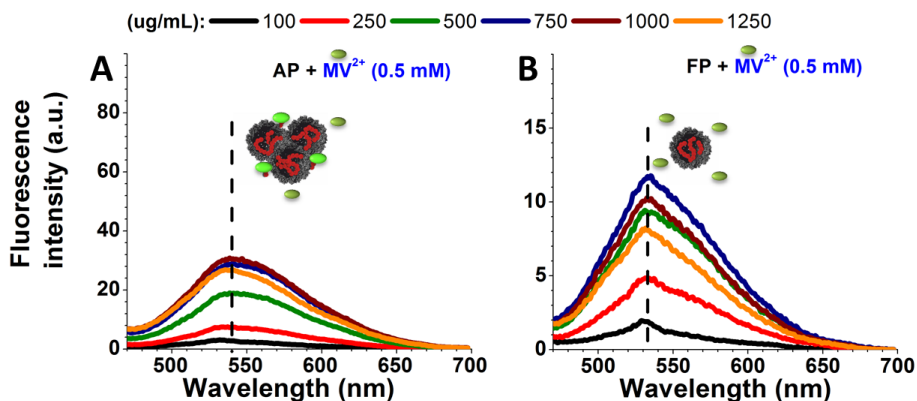 (ug/mL): 100 250 500 750 1000 1250
A
AP + MV²⁺ (0.5 mM)
Fluorescence
intensity (a.u.)
80
60
40
20
0
500 550 600 650 700
Wavelength (nm)
B
FP + MV²⁺ (0.5 mM)
15
10
5
0
500 550 600 650 700
Wavelength (nm)